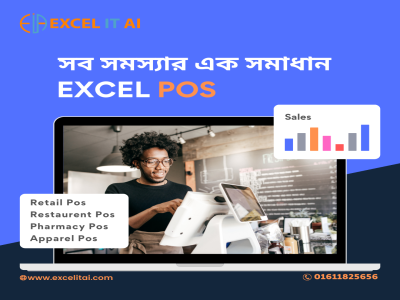 EXCEL IT AI
সব সমস্যার এক সমাধান
EXCEL POS
Sales
Retail Pos
Restaurent Pos
Pharmacy Pos
Apparel Pos
www.excelitai.com
01611825656